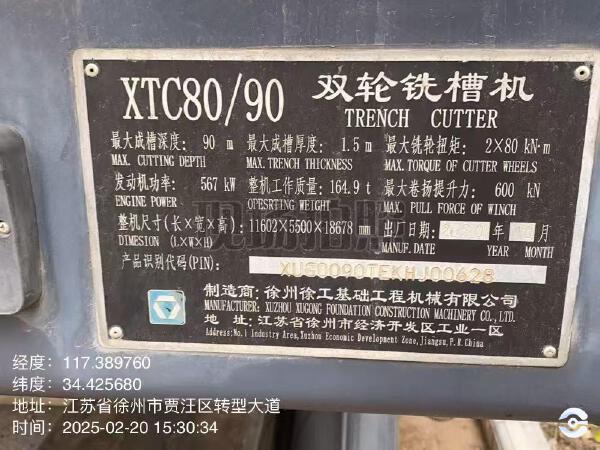 XTC80/90 双轮铣槽机
TRENCH CUTTER
最大成槽深度: 90 m 最大成槽厚度: 1.5 m 最大铣轮扭矩: 2×80 kN·m
MAX. CUTTING DEPTH MAX. TRENCH THICKNESS MAX. TORQUE OF CUTTER WHEELS
发动机功率: 567 kW 整机工作质量: 164.9 t 最大卷扬提升力: 600 kN
ENGINE POWER OPESRTING WEIGHT MAX. PULL FORCE OF WINCH
整机尺寸(长×宽×高): 11602×5500×18678 mm 出厂日期: 年 月
DIMESION (L×W×H) MANUF. DATE YEAR MONTH
产品识别代码(PIN): XUG0090TEKHJ00628
制造商: 徐州徐工基础工程机械有限公司
MANUFACTURER: XUZHOU XUGONG FOUNDATION CONSTRUCTION MACHINERY CO., LTD.
地 址: 江苏省徐州市经济开发区工业一区
Address: No.1 Industry Area, Xuzhou Economic Development Zone, Jiangsu, P.R.China
现场拍照
经度: 117.389760
纬度: 34.425680
地址: 江苏省徐州市贾汪区转型大道
时间: 2025-02-20 15:30:34